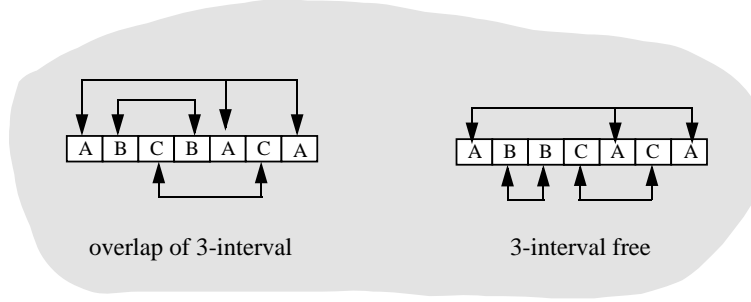 A B C B A C A
A B B C A C A
overlap of 3-interval
3-interval free